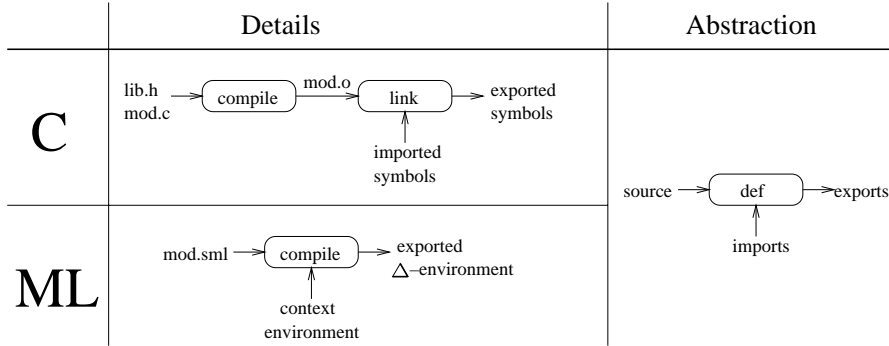 Details
Abstraction
C
lib.h
mod.c
compile
mod.o
link
exported
symbols
imported
symbols
ML
mod.sml
compile
exported
△–environment
context
environment
source
def
exports
imports